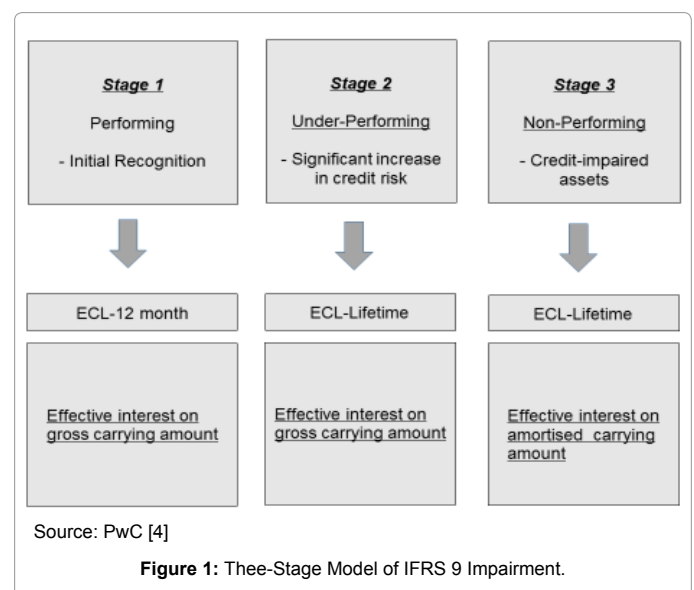 Stage 1
Performing
- Initial Recognition
Stage 2
Under-Performing
- Significant increase
in credit risk
Stage 3
Non-Performing
- Credit-impaired
assets
ECL-12 month
ECL-Lifetime
ECL-Lifetime
Effective interest on
gross carrying amount
Effective interest on
gross carrying amount
Effective interest on
amortised carrying
amount
Source: PwC [4]
Figure 1: Thee-Stage Model of IFRS 9 Impairment.